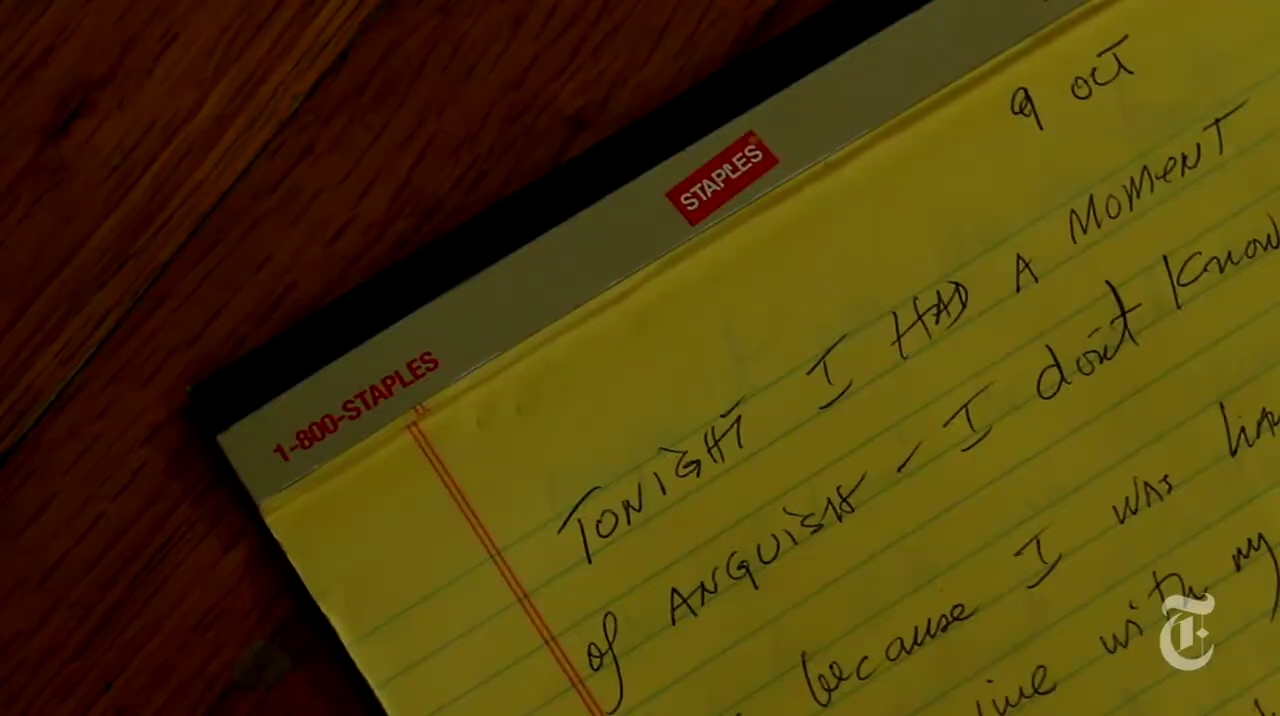 9 oct
STAPLES
1-800-STAPLES
TONIGHT I HAD A MOMENT
of ANGUISH - I don't know
because I was
with my
T